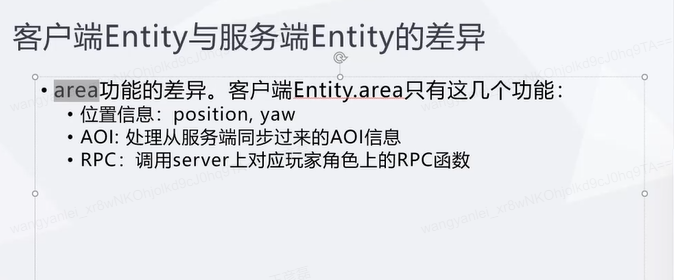 客户端Entity与服务端Entity的差异
• area功能的差异。客户端Entity.area只有这几个功能：
• 位置信息：position, yaw
• AOI: 处理从服务端同步过来的AOI信息
• RPC：调用server上对应玩家角色上的RPC函数